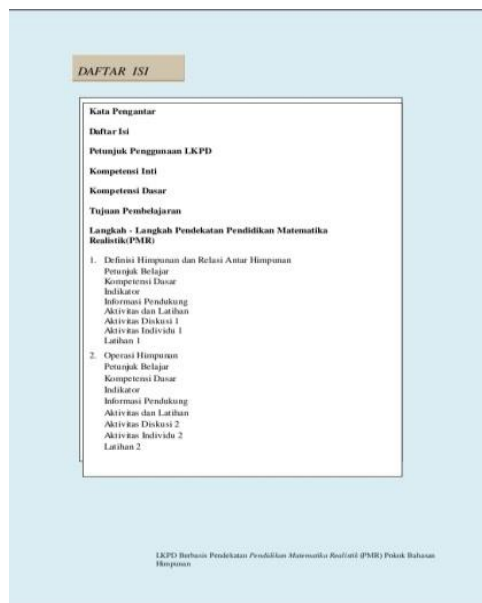 DAFTAR ISI
Kata Pengantar
Daftar Isi
Petunjuk Penggunaan LKPD
Kompetensi Inti
Kompetensi Dasar
Tujuan Pembelajaran
Langkah - Langkah Pendekatan Pendidikan Matematika
Realistik(PMR)
1. Definisi Himpunan dan Relasi Antar Himpunan
Petunjuk Belajar
Kompetensi Dasar
Indikator
Informasi Pendukung
Aktivitas dan Latihan
Aktivitas Diskusi 1
Aktivitas Individu 1
Latihan 1
2. Operasi Himpunan
Petunjuk Belajar
Kompetensi Dasar
Indikator
Informasi Pendukung
Aktivitas dan Latihan
Aktivitas Diskusi 2
Aktivitas Individu 2
Latihan 2
LKPD Berbasis Pendekatan Pendidikan Matematika Realistik (PMR) Pokok Bahasan
Himpunan